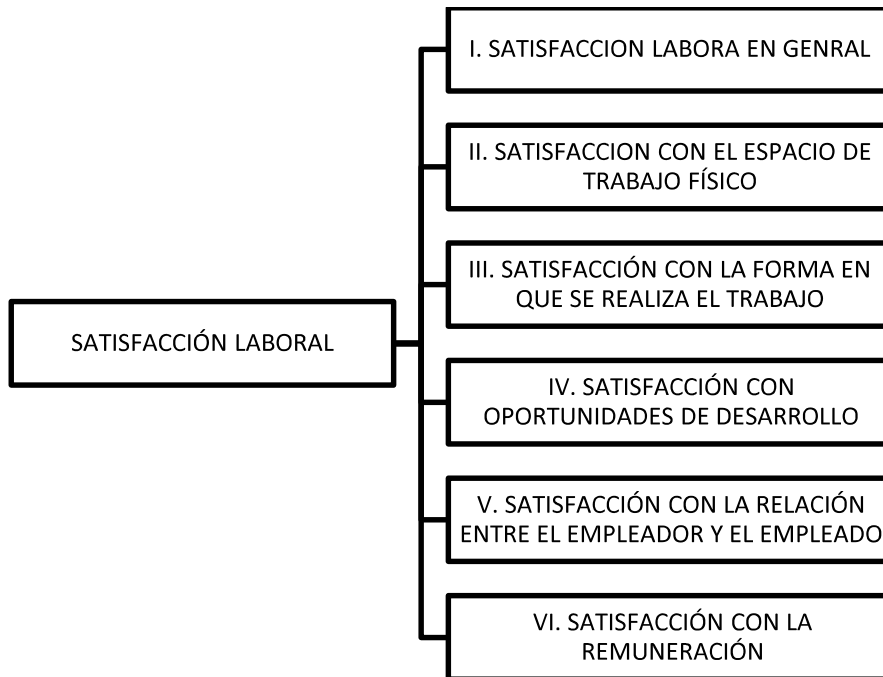 I. SATISFACCION LABORA EN GENRAL
II. SATISFACCION CON EL ESPACIO DE
TRABAJO FÍSICO
III. SATISFACCIÓN CON LA FORMA EN
QUE SE REALIZA EL TRABAJO
SATISFACCIÓN LABORAL
IV. SATISFACCIÓN CON
OPORTUNIDADES DE DESARROLLO
V. SATISFACCIÓN CON LA RELACIÓN
ENTRE EL EMPLEADOR Y EL EMPLEADO
VI. SATISFACCIÓN CON LA
REMUNERACIÓN